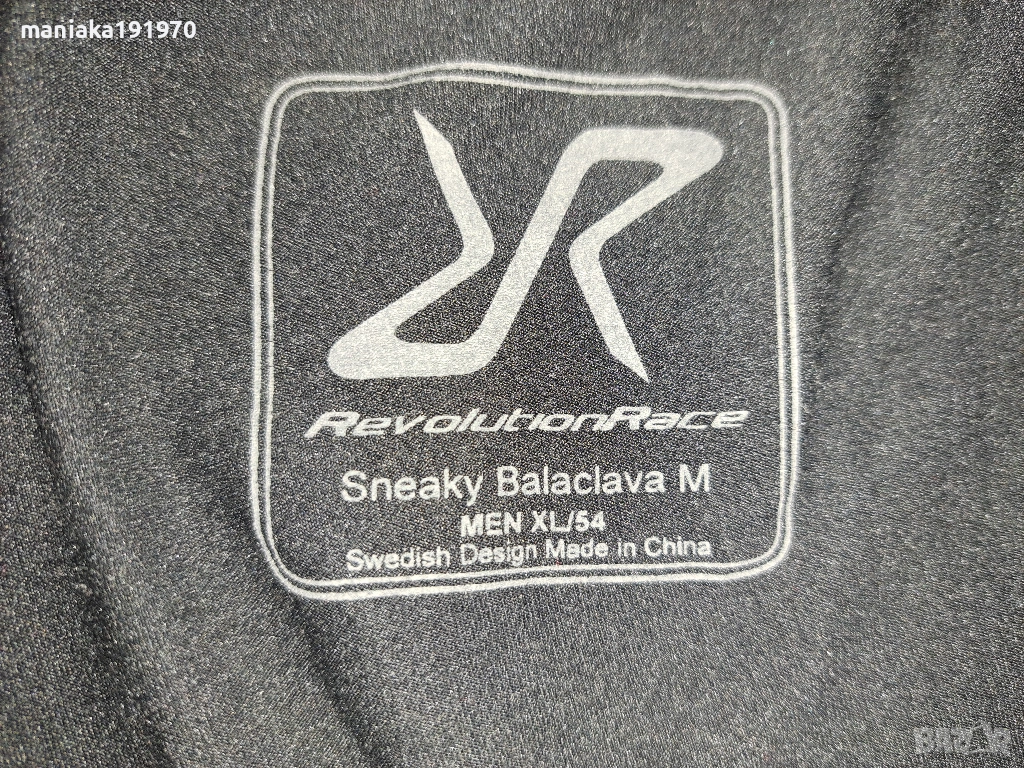 maniaka191970
RevolutionRace
Sneaky Balaclava M
MEN XL/54
Swedish Design Made in China